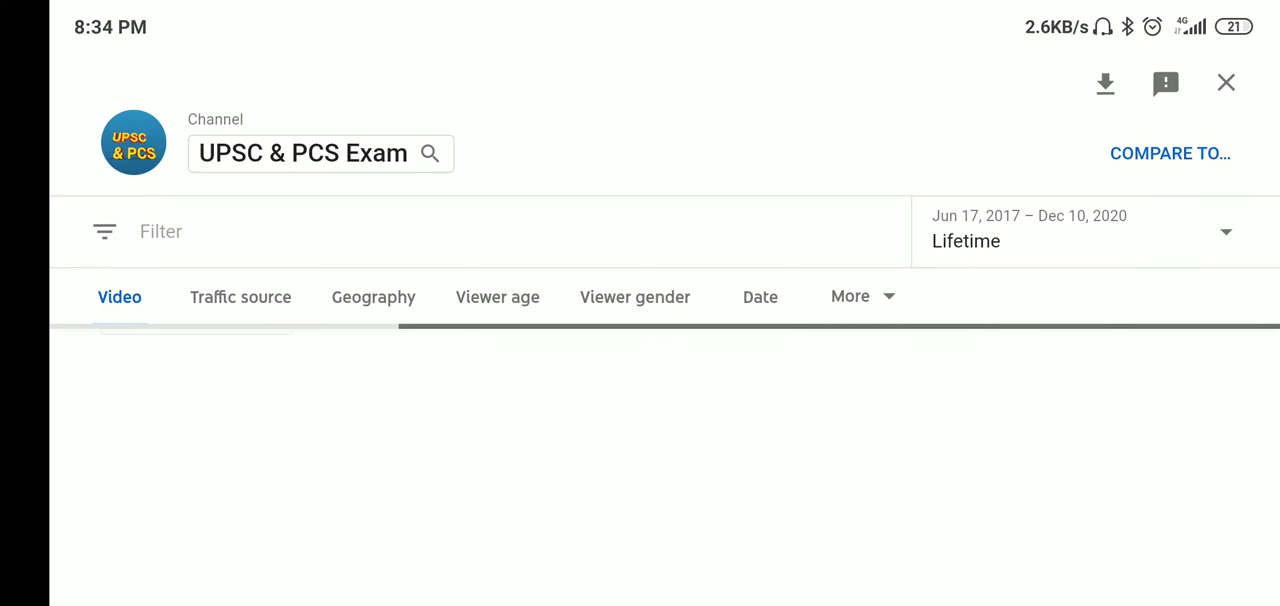 8:34 PM
2.6KB/s 4G 21
Channel
UPSC
& PCS
UPSC & PCS Exam
COMPARE TO...
Filter
Jun 17, 2017 – Dec 10, 2020
Lifetime
Video Traffic source Geography Viewer age Viewer gender Date More